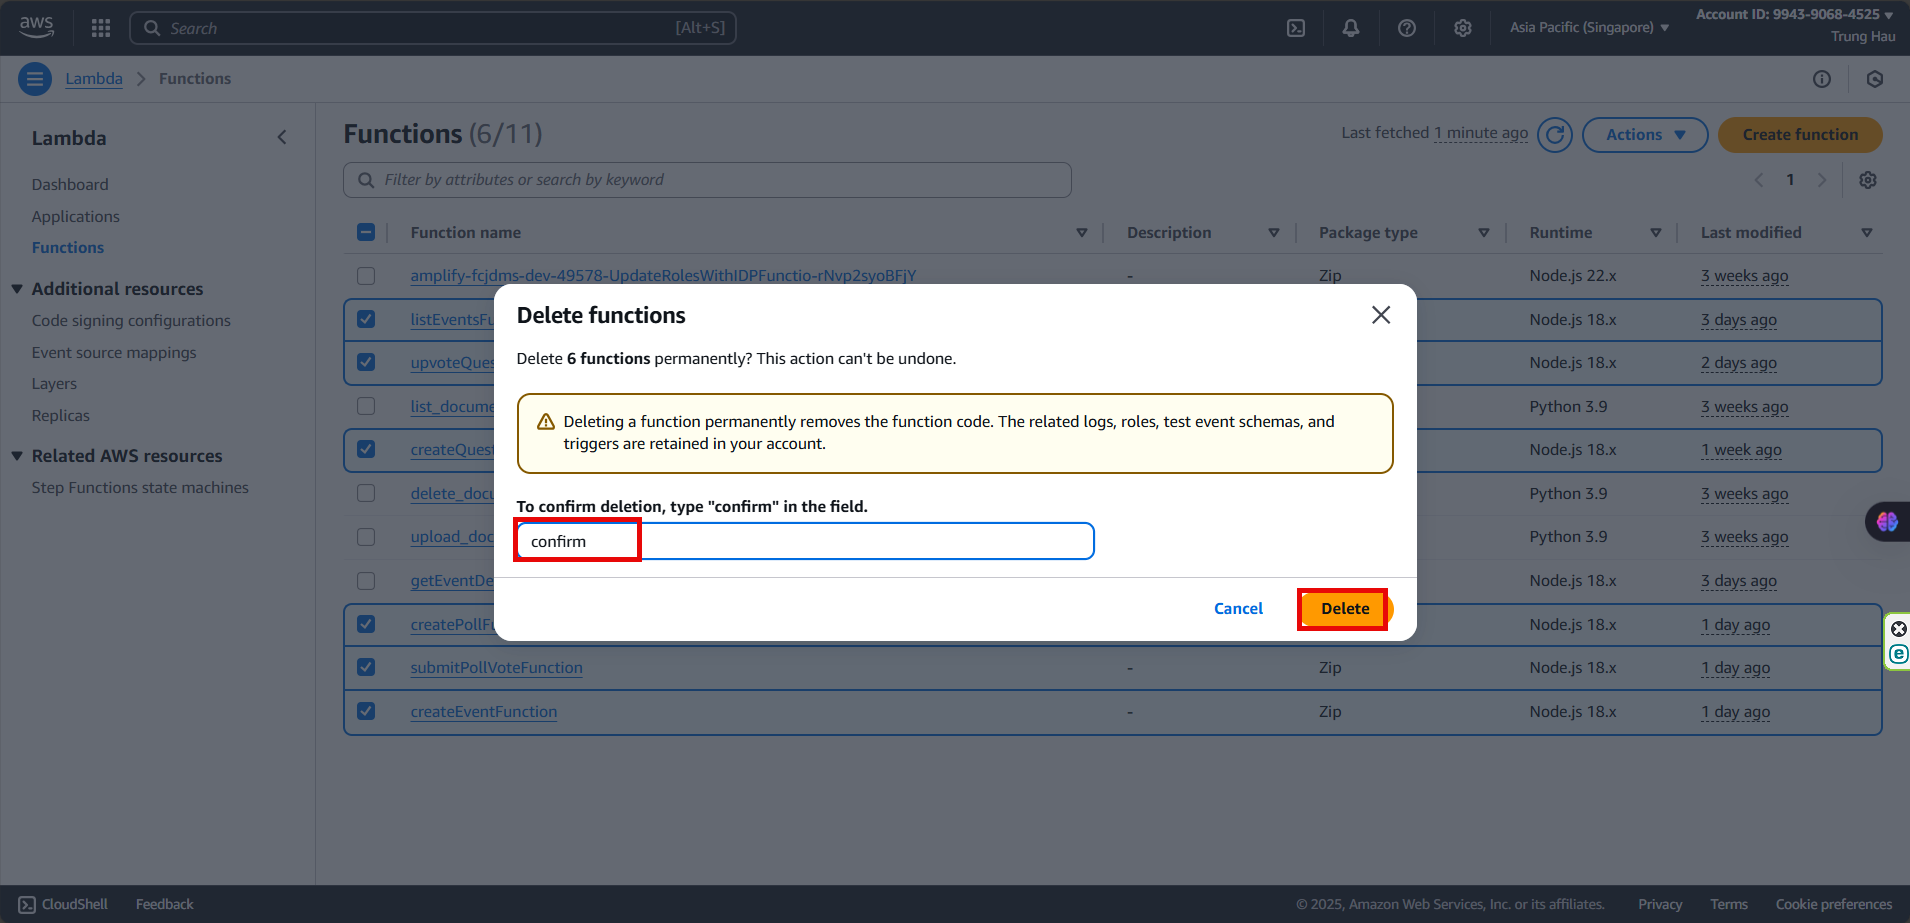 aws
Search
[Alt+S]
Asia Pacific (Singapore)
Account ID: 9943-9068-4525
Trung Hau
Lambda
Functions
Lambda
Dashboard
Applications
Functions
Additional resources
Code signing configurations
Event source mappings
Layers
Replicas
Related AWS resources
Step Functions state machines
Functions (6/11)
Last fetched 1 minute ago
Actions
Create function
Filter by attributes or search by keyword
1
Function name Description Package type Runtime Last modified
amplify-fcjdms-dev-49578-UpdateRolesWithIDPFunctio-rNvp2syoBFjY - Zip Node.js 22.x 3 weeks ago
listEventsFu Node.js 18.x 3 days ago
upvoteQues Node.js 18.x 2 days ago
list_docume Python 3.9 3 weeks ago
createQuest Node.js 18.x 1 week ago
delete_docu Python 3.9 3 weeks ago
upload_doc Python 3.9 3 weeks ago
getEventDe Node.js 18.x 3 days ago
createPollF Node.js 18.x 1 day ago
submitPollVoteFunction - Zip Node.js 18.x 1 day ago
createEventFunction - Zip Node.js 18.x 1 day ago
Delete functions
Delete 6 functions permanently? This action can't be undone.
Deleting a function permanently removes the function code. The related logs, roles, test event schemas, and
triggers are retained in your account.
To confirm deletion, type "confirm" in the field.
confirm
Cancel
Delete
CloudShell
Feedback
© 2025, Amazon Web Services, Inc. or its affiliates.
Privacy
Terms
Cookie preferences